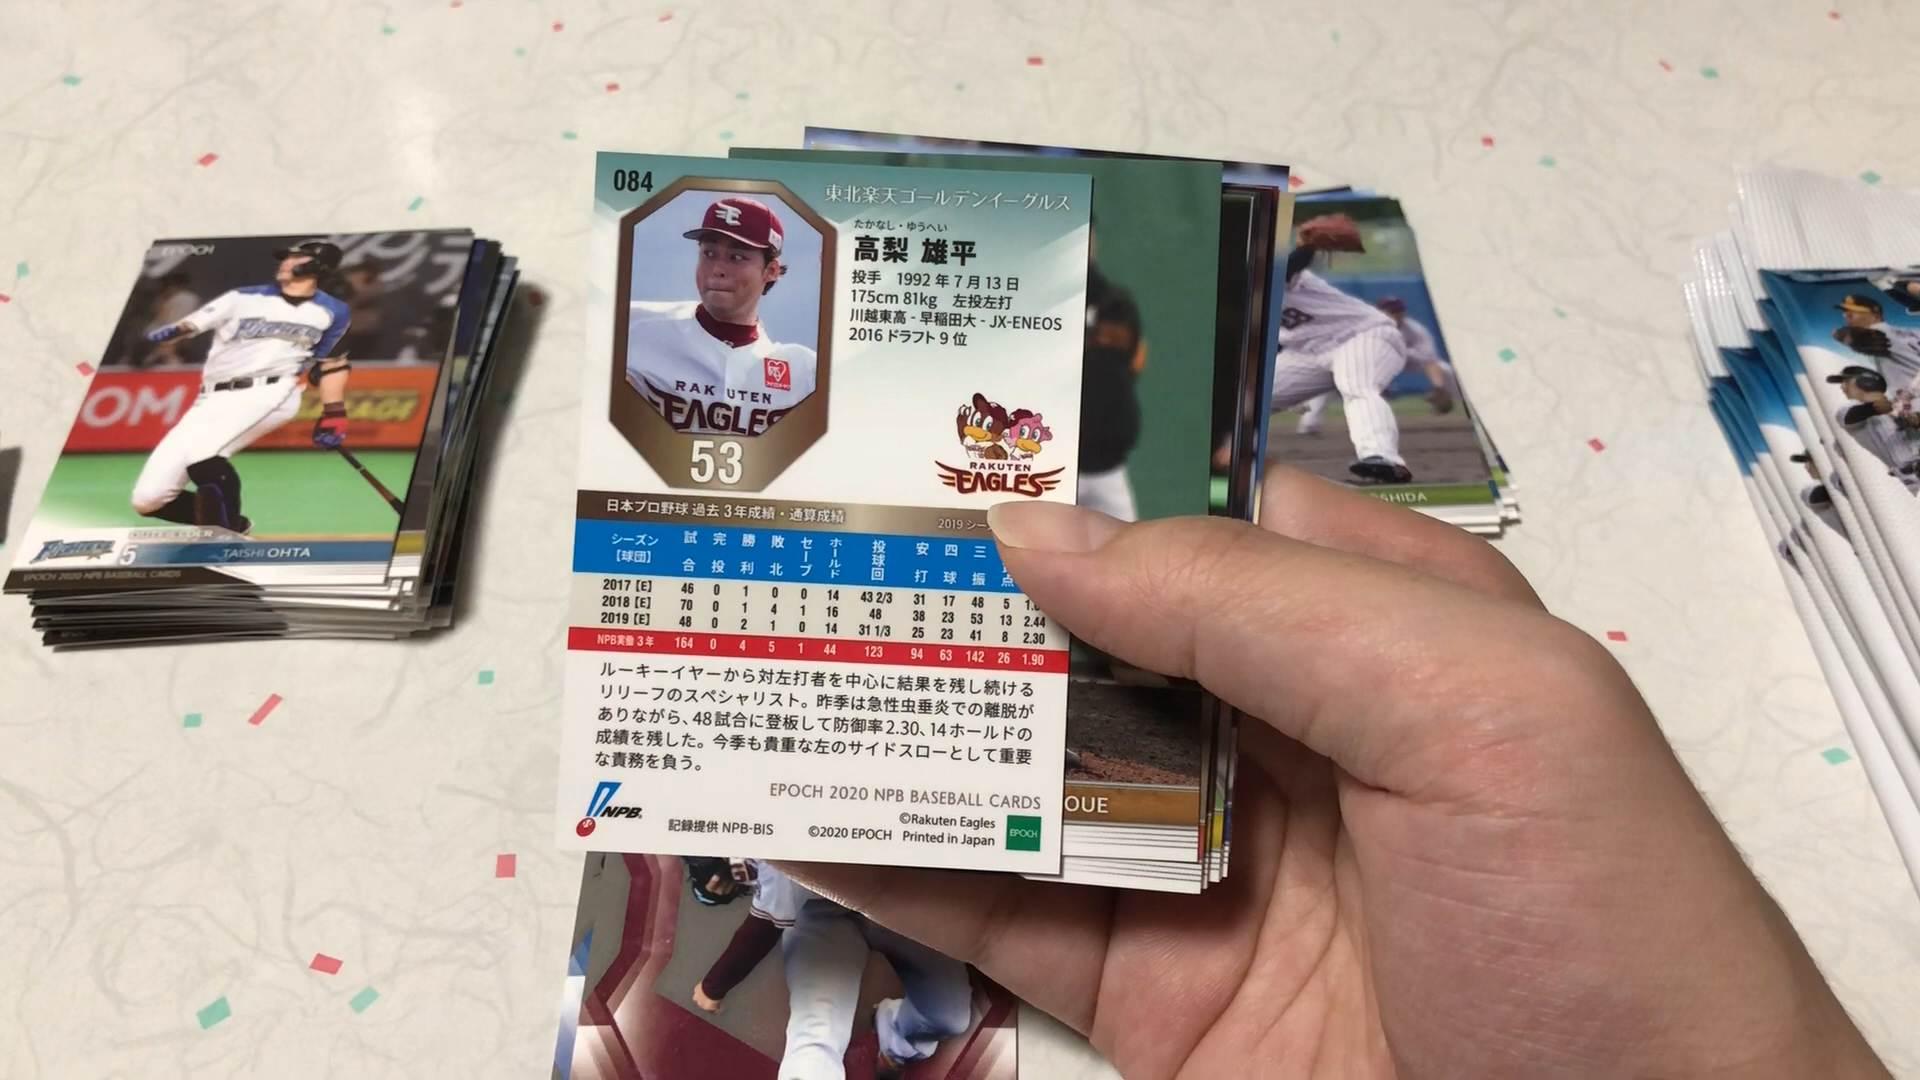 084
東北楽天ゴールデンイーグルス
たかなし・ゆうへい
高梨 雄平
投手 1992年7月13日
175cm 81kg 左投左打
川越東高 - 早稲田大 - JX-ENEOS
2016 ドラフト 9 位
RAKUTEN
EAGLES
53
RAKUTEN
EAGLES
日本プロ野球 過去3年成績・通算成績 2019 シー
シーズン【球団】 試合 完投 勝利 敗北 セーブ ホールド 投球回 安打 四球 三振 点
2017【E】 46 0 1 0 0 14 43 2/3 31 17 48 5 1.0
2018【E】 70 0 1 4 1 16 48 38 23 53 13 2.44
2019【E】 48 0 2 1 0 14 31 1/3 25 23 41 8 2.30
NPB実働3年 164 0 4 5 1 44 123 94 63 142 26 1.90
ルーキーイヤーから対左打者を中心に結果を残し続ける
リリーフのスペシャリスト。昨季は急性虫垂炎での離脱が
ありながら、48試合に登板して防御率2.30、14ホールドの
成績を残した。今季も貴重な左のサイドスローとして重要
な責務を負う。
EPOCH 2020 NPB BASEBALL CARDS
NPB
記録提供 NPB-BIS
©2020 EPOCH
©Rakuten Eagles
Printed in Japan
EPOCH
EPOCH
OM
FIGHTERS
5
TAISHI OHTA
EPOCH 2020 NPB BASEBALL CARDS
OUE
OSHIDA